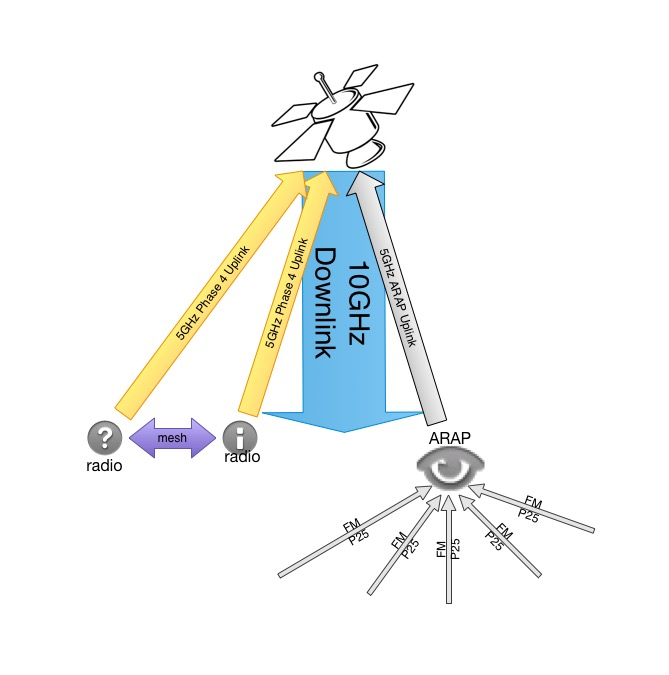 5GHz Phase 4 Uplink
5GHz Phase 4 Uplink
10GHz
Downlink
5GHz ARAP Uplink
mesh
radio
radio
ARAP
FM
P25
FM
P25
FM
P25
FM
P25
FM
P25